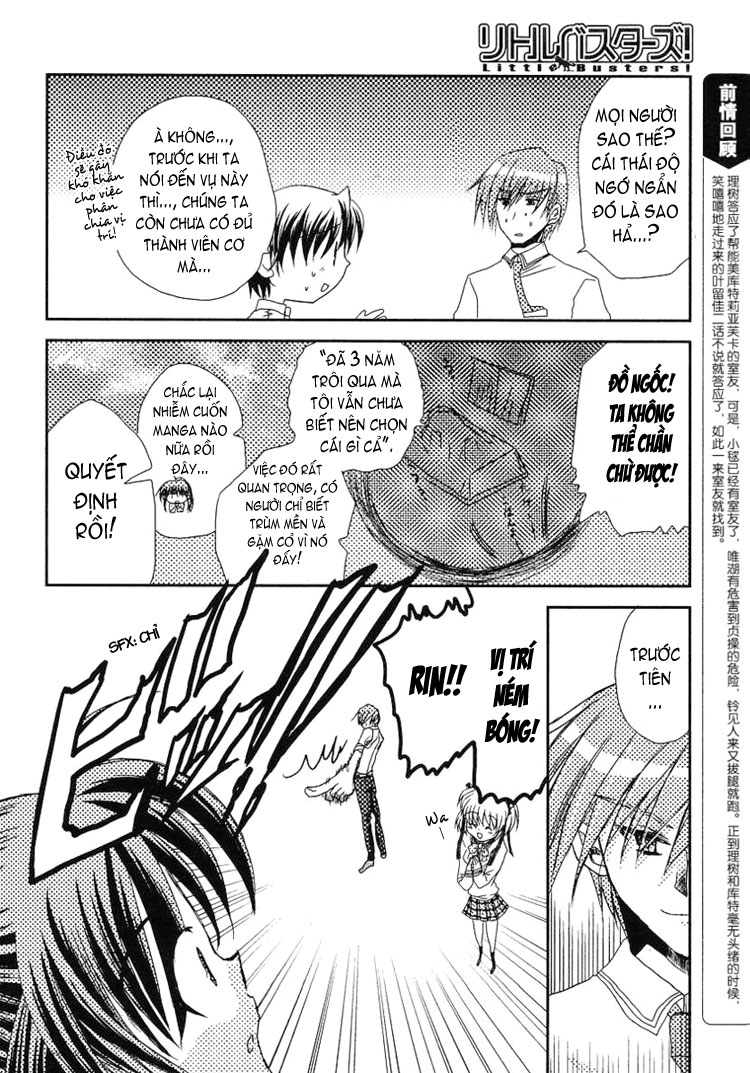 リトルバスターズ!
Little Busters!
前情回顾
理树答应了帮能美库特莉亚芙卡的室友，可是，小毬已经有室友了，唯湖有危害到贞操的危险，铃见人来又拔腿就跑。正到理树和库特毫无头绪的时候，
笑嘻嘻地走过来的叶留佳二话不说就答应了，如此一来室友就找到。
MỌI NGƯỜI
SAO THẾ?
CÁI THÁI ĐỘ
NGỚ NGẨN
ĐÓ LÀ SAO
HẢ,...?
À KHÔNG...,
TRƯỚC KHI TA
NÓI ĐẾN VỤ NÀY
THÌ..., CHÚNG TA
CÒN CHƯA CÓ ĐỦ
THÀNH VIÊN CƠ
MÀ...
Điều đó
sẽ gây
khó khăn
cho việc
phân
chia vị
trí!
ĐỒ NGỐC!
TA KHÔNG
THỂ CHẦN
CHỪ ĐƯỢC!
"ĐÃ 3 NĂM
TRÔI QUA MÀ
TÔI VẪN CHƯA
BIẾT NÊN CHỌN
CÁI GÌ CẢ".
VIỆC ĐÓ RẤT
QUAN TRỌNG, CÓ
NGƯỜI CHỈ BIẾT
TRÙM MỀN VÀ
GẶM CƠ VÌ NÓ
ĐẤY!
CHẮC LẠI
NHIỄM CUỐN
MANGA NÀO
NỮA RỒI
ĐÂY...
QUYẾT
ĐỊNH
RỒI!
TRƯỚC
TIÊN
...
VỊ TRÍ
NÉM
BÓNG!
RIN!!
SFX: CHỈ
Wa